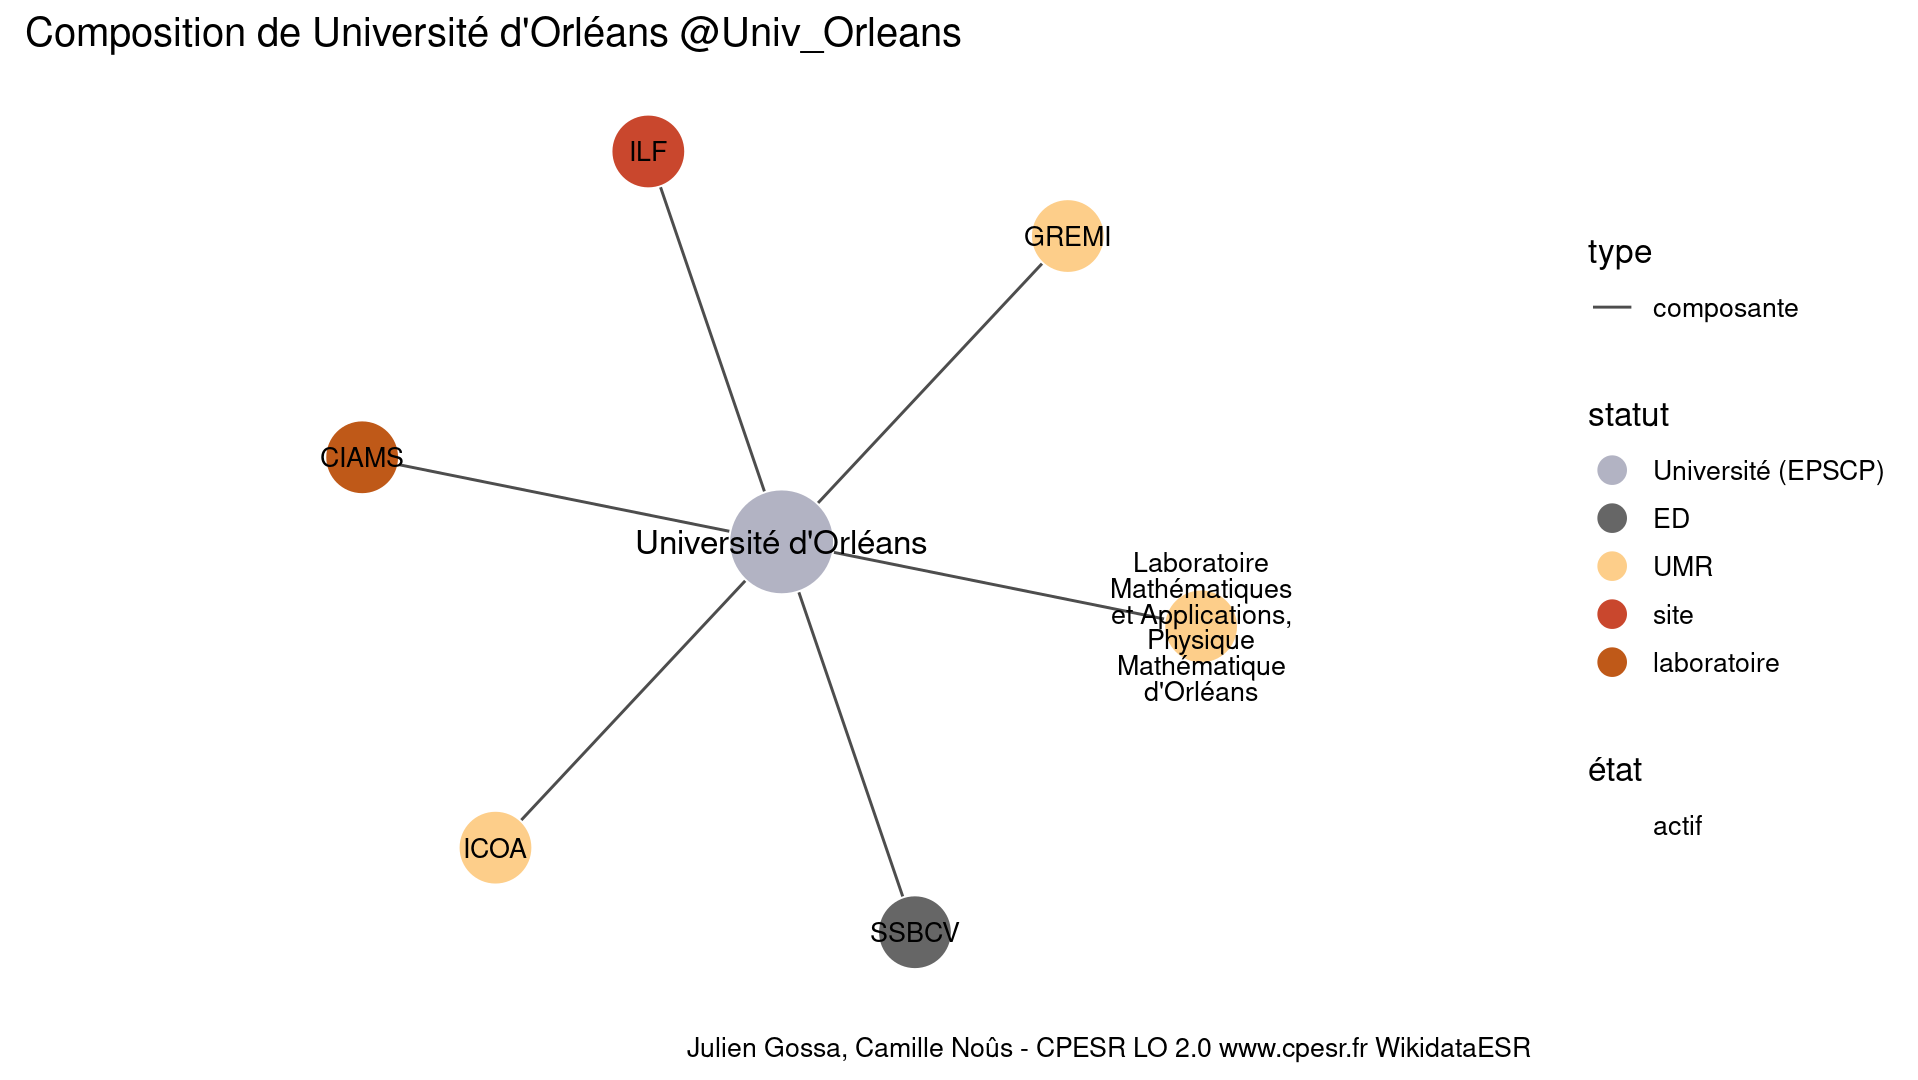 Composition de Université d'Orléans @Univ_Orleans
ILF
GREMI
CIAMS
Université d'Orléans
Laboratoire
Mathématiques
et Applications,
Physique
Mathématique
d'Orléans
ICOA
SSBCV
type
composante
statut
Université (EPSCP)
ED
UMR
site
laboratoire
état
actif
Julien Gossa, Camille Noûs - CPESR LO 2.0 www.cpesr.fr WikidataESR